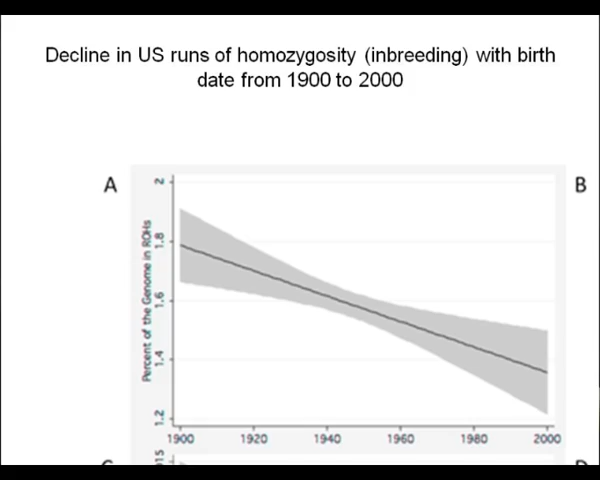 Decline in US runs of homozygosity (inbreeding) with birth
date from 1900 to 2000
A
B
Percent of the Genome in ROHs
2
1.8
1.6
1.4
1.2
1900 1920 1940 1960 1980 2000